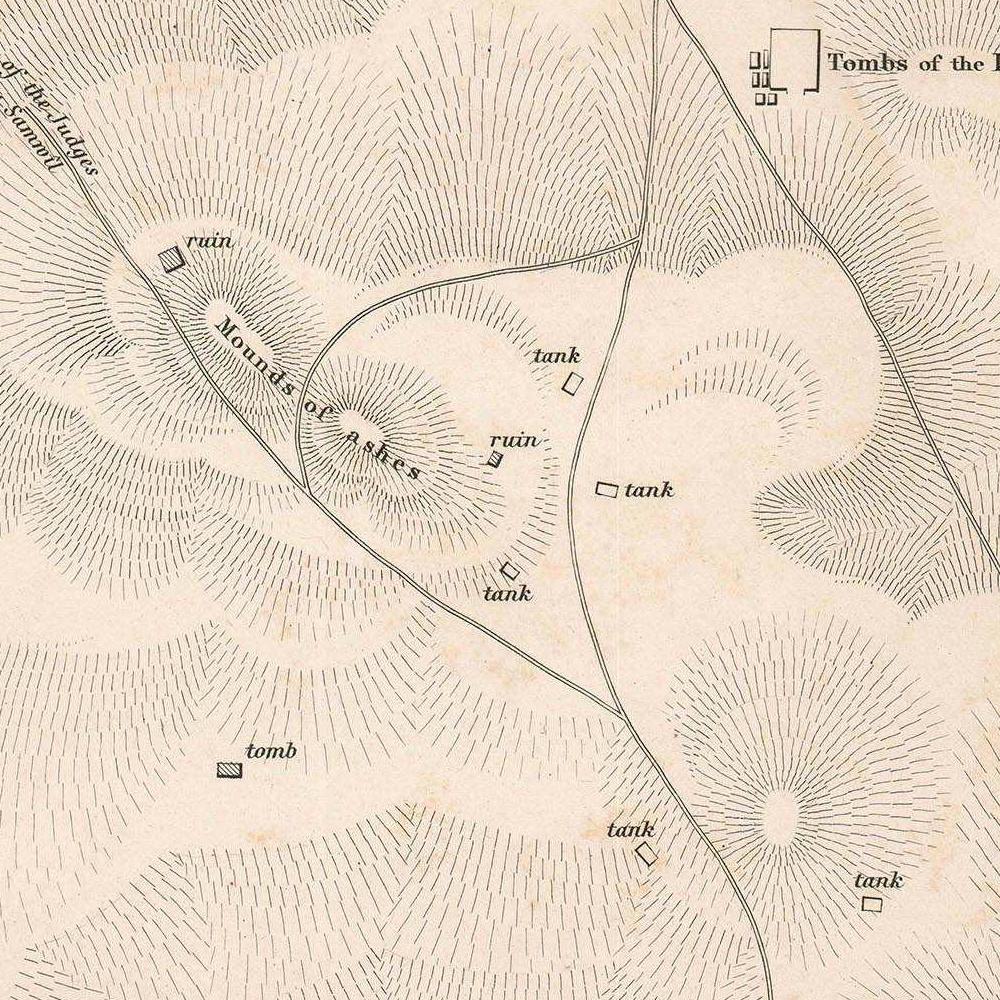 Tombs of the
of the Judges
Samwil
ruin
Mounds of ashes
tank
ruin
tank
tank
tomb
tank
tank